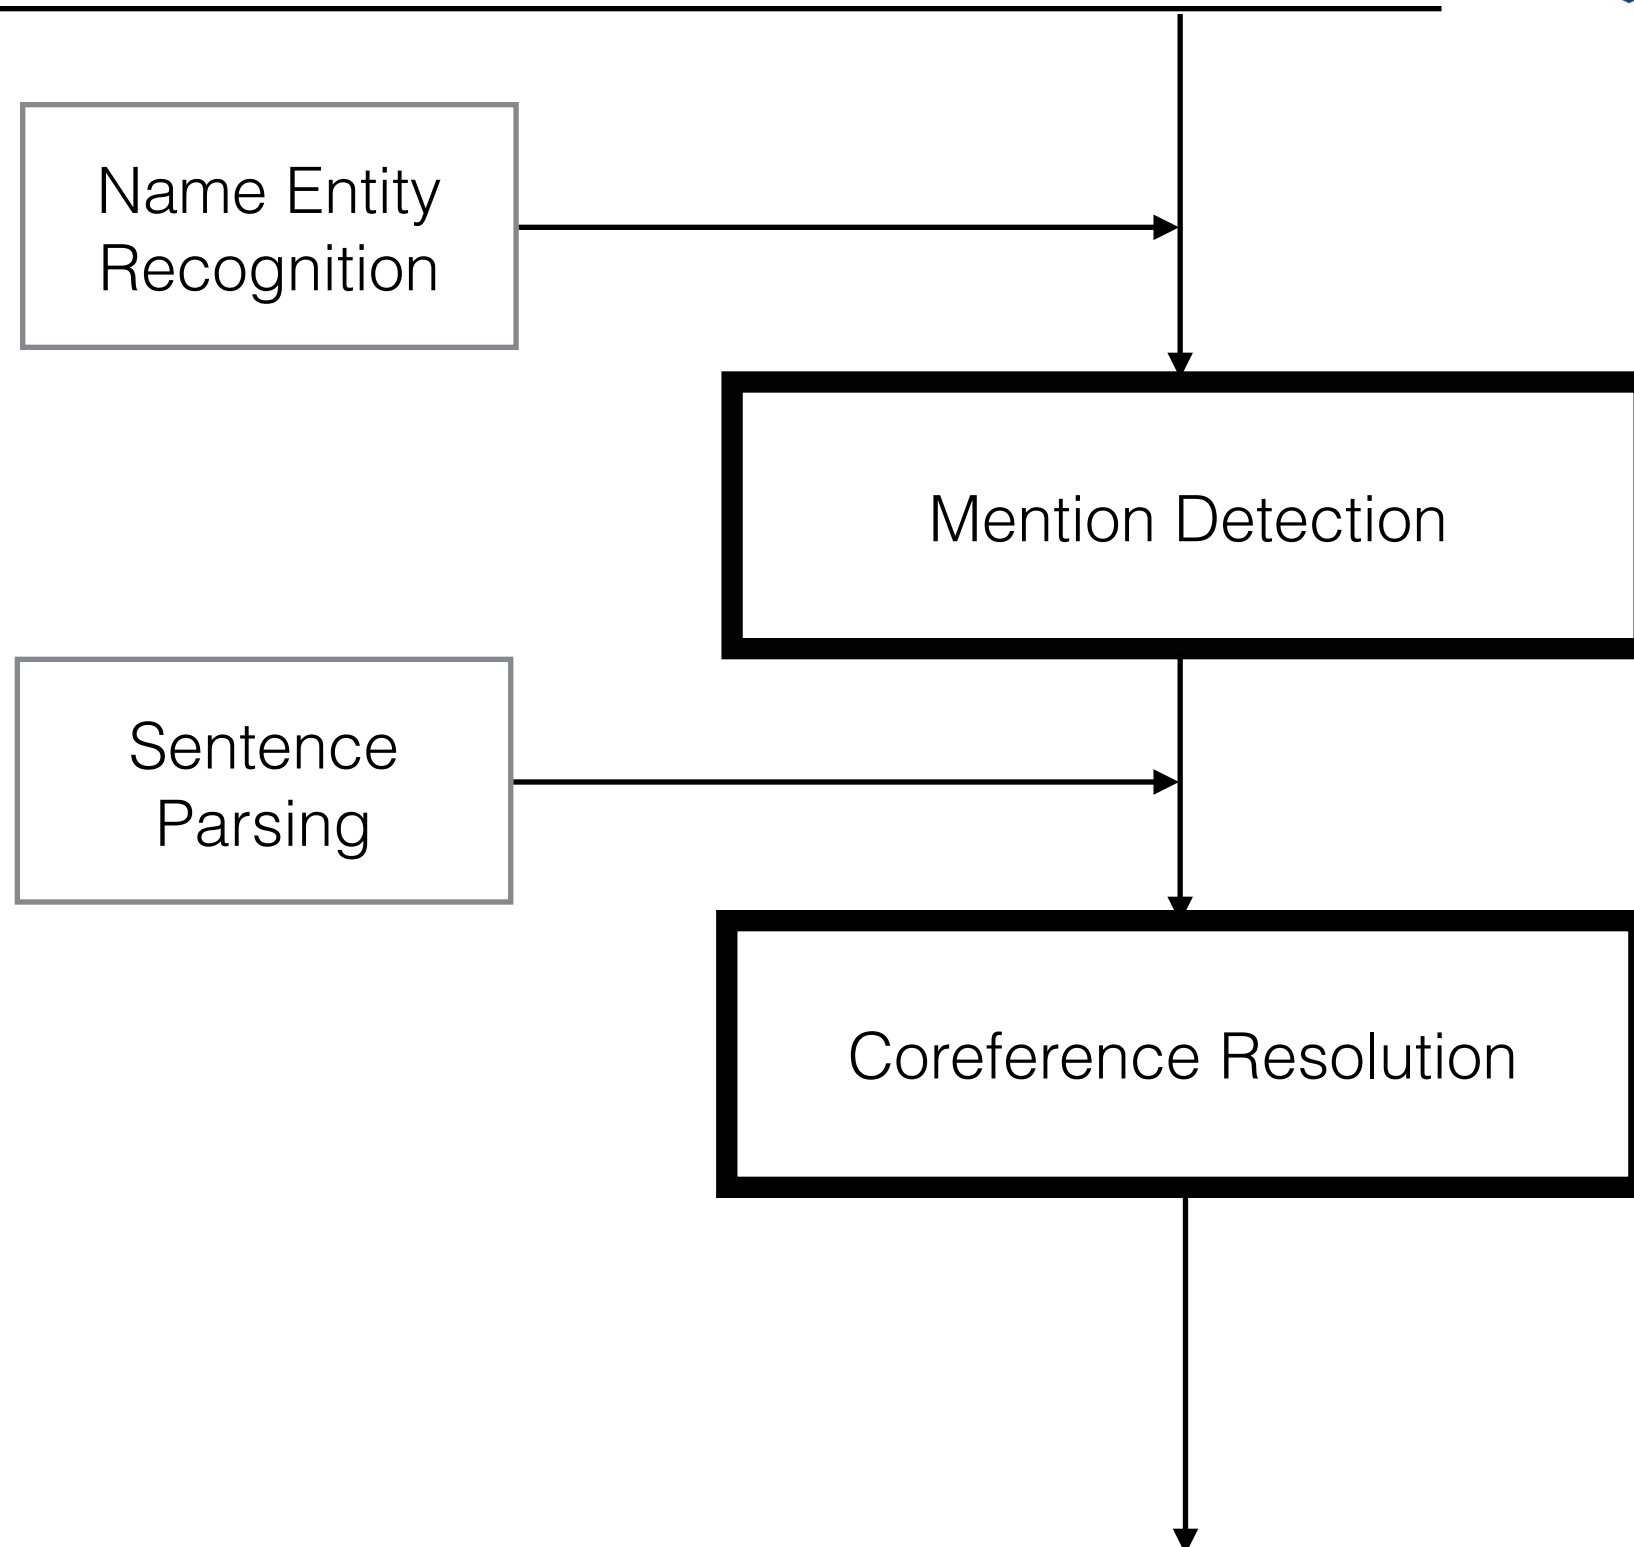 Name Entity
Recognition
Mention Detection
Sentence
Parsing
Coreference Resolution